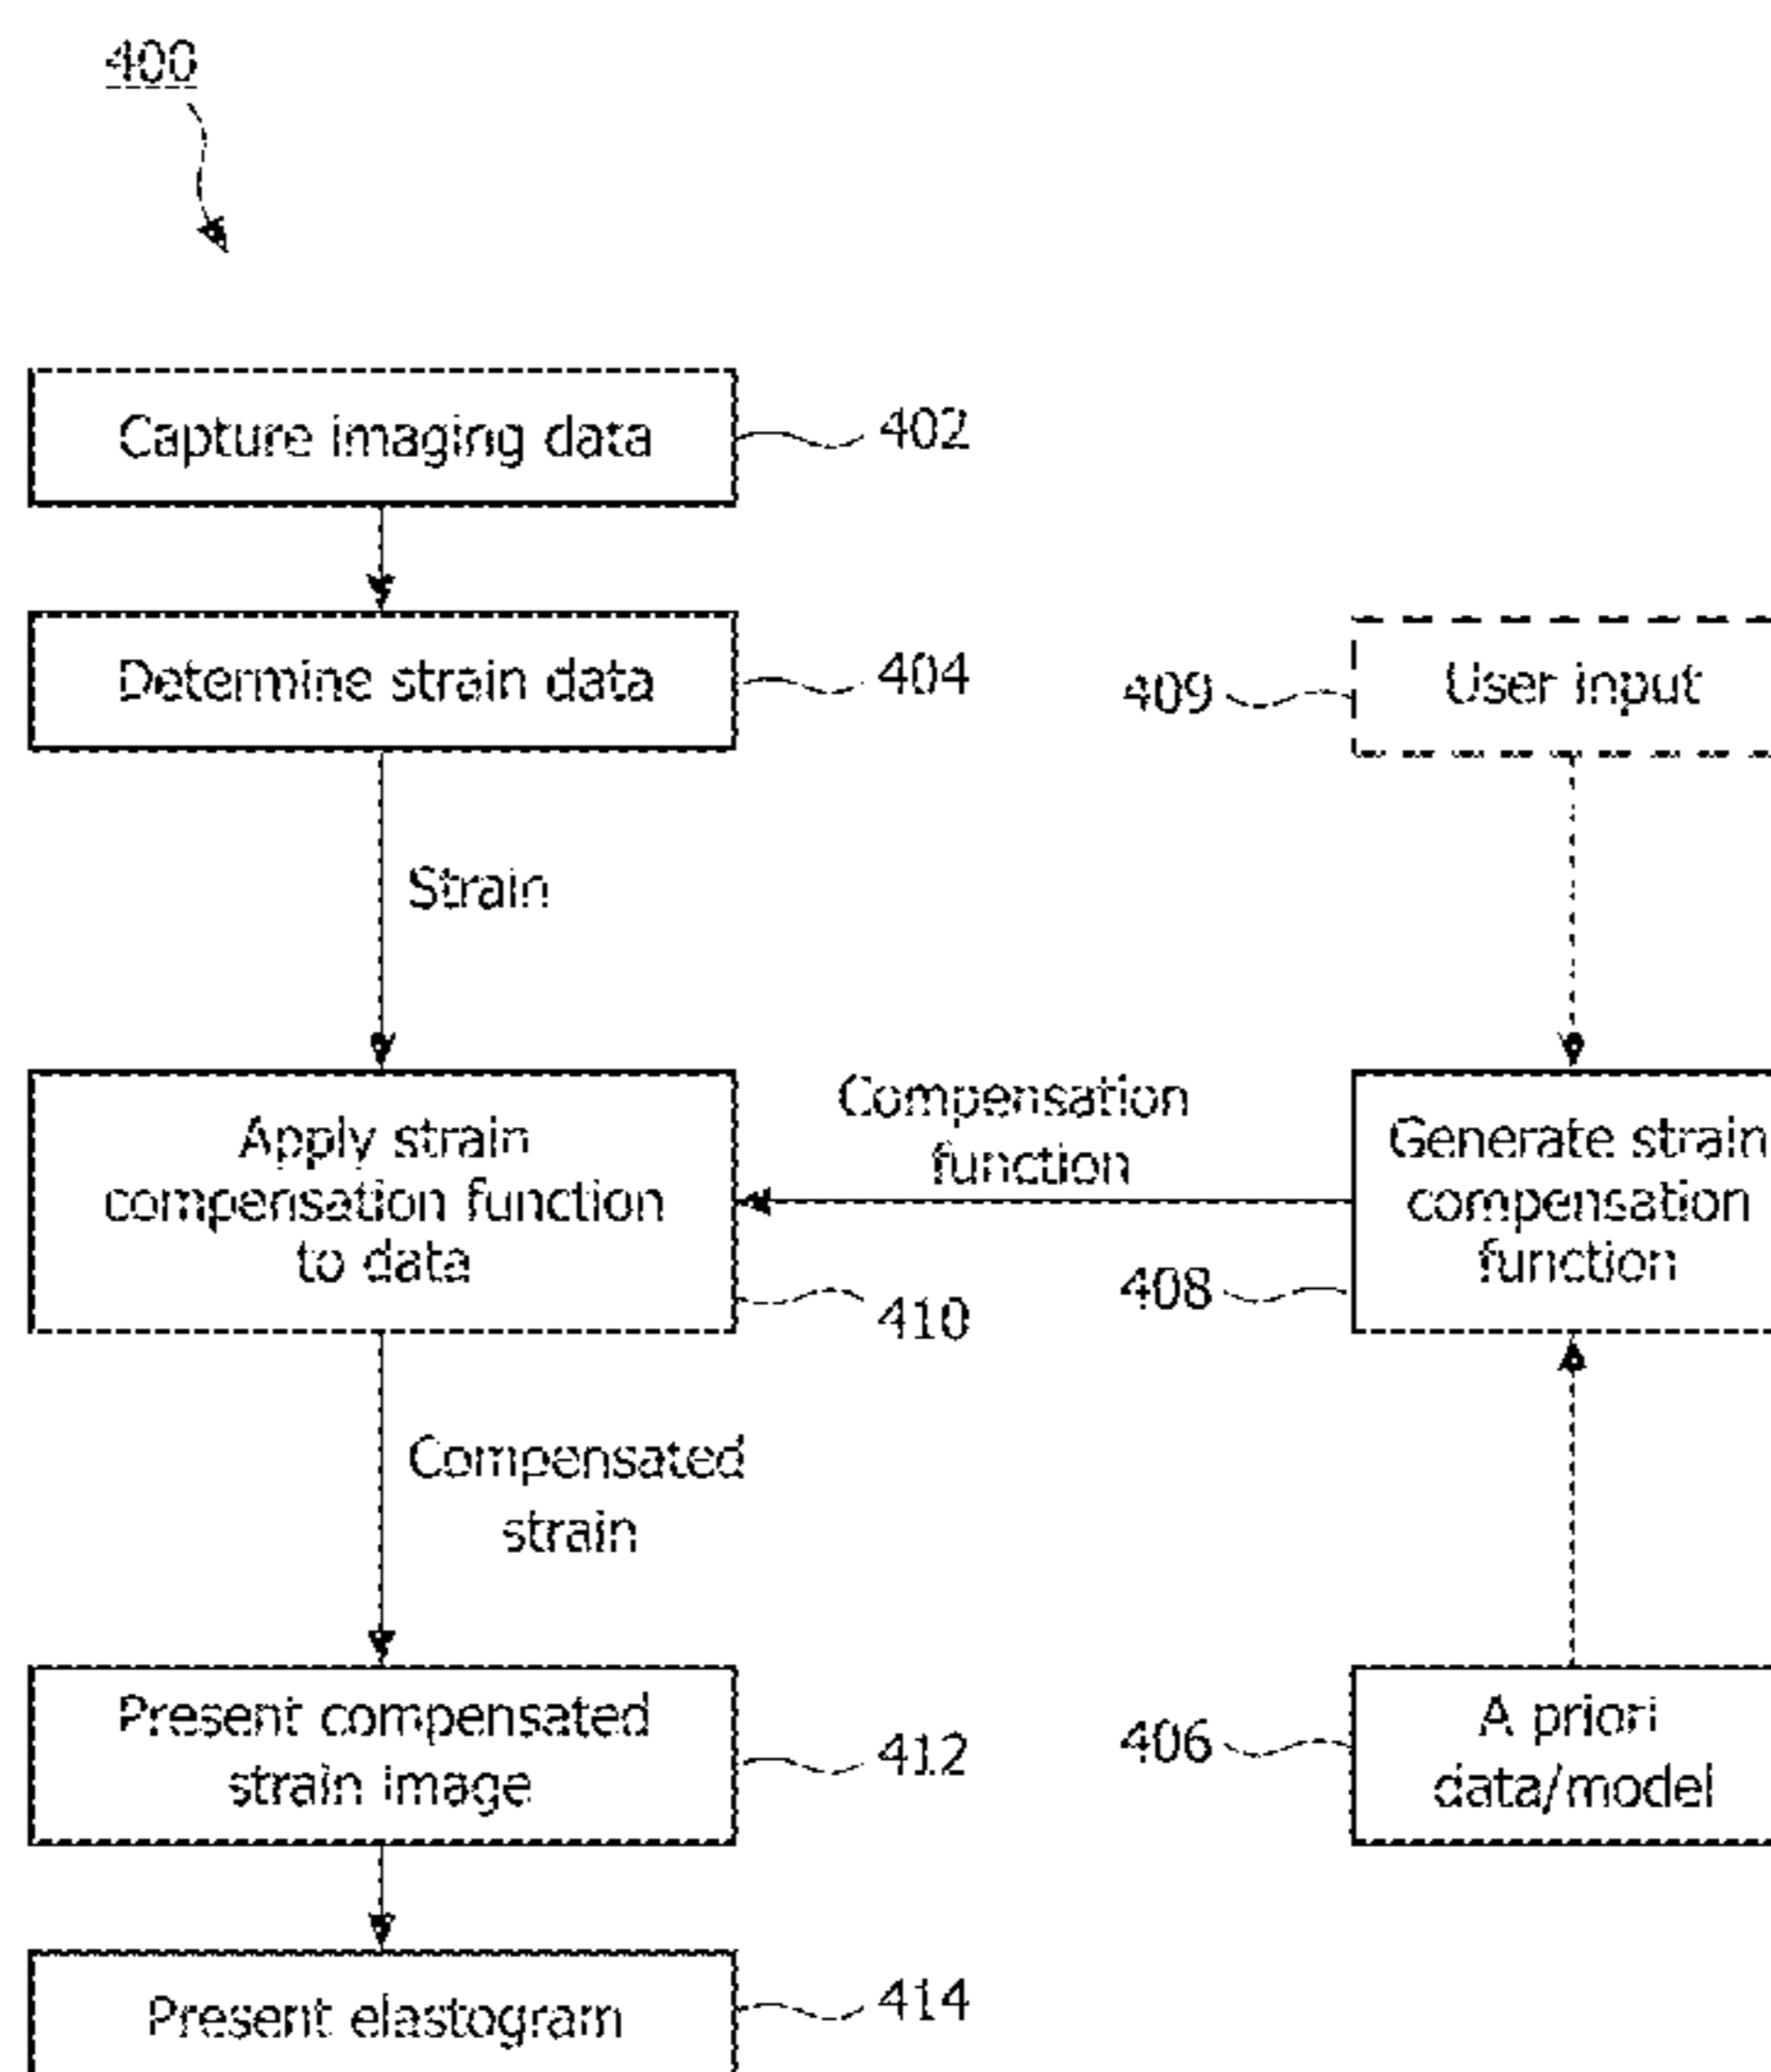 400
Capture imaging data
402
Determine strain data
404
409
User input
Strain
Apply strain
compensation function
to data
410
Compensation
function
Generate strain
compensation
function
408
Compensated
strain
Present compensated
strain image
412
406
A priori
data/model
Present elastogram
414